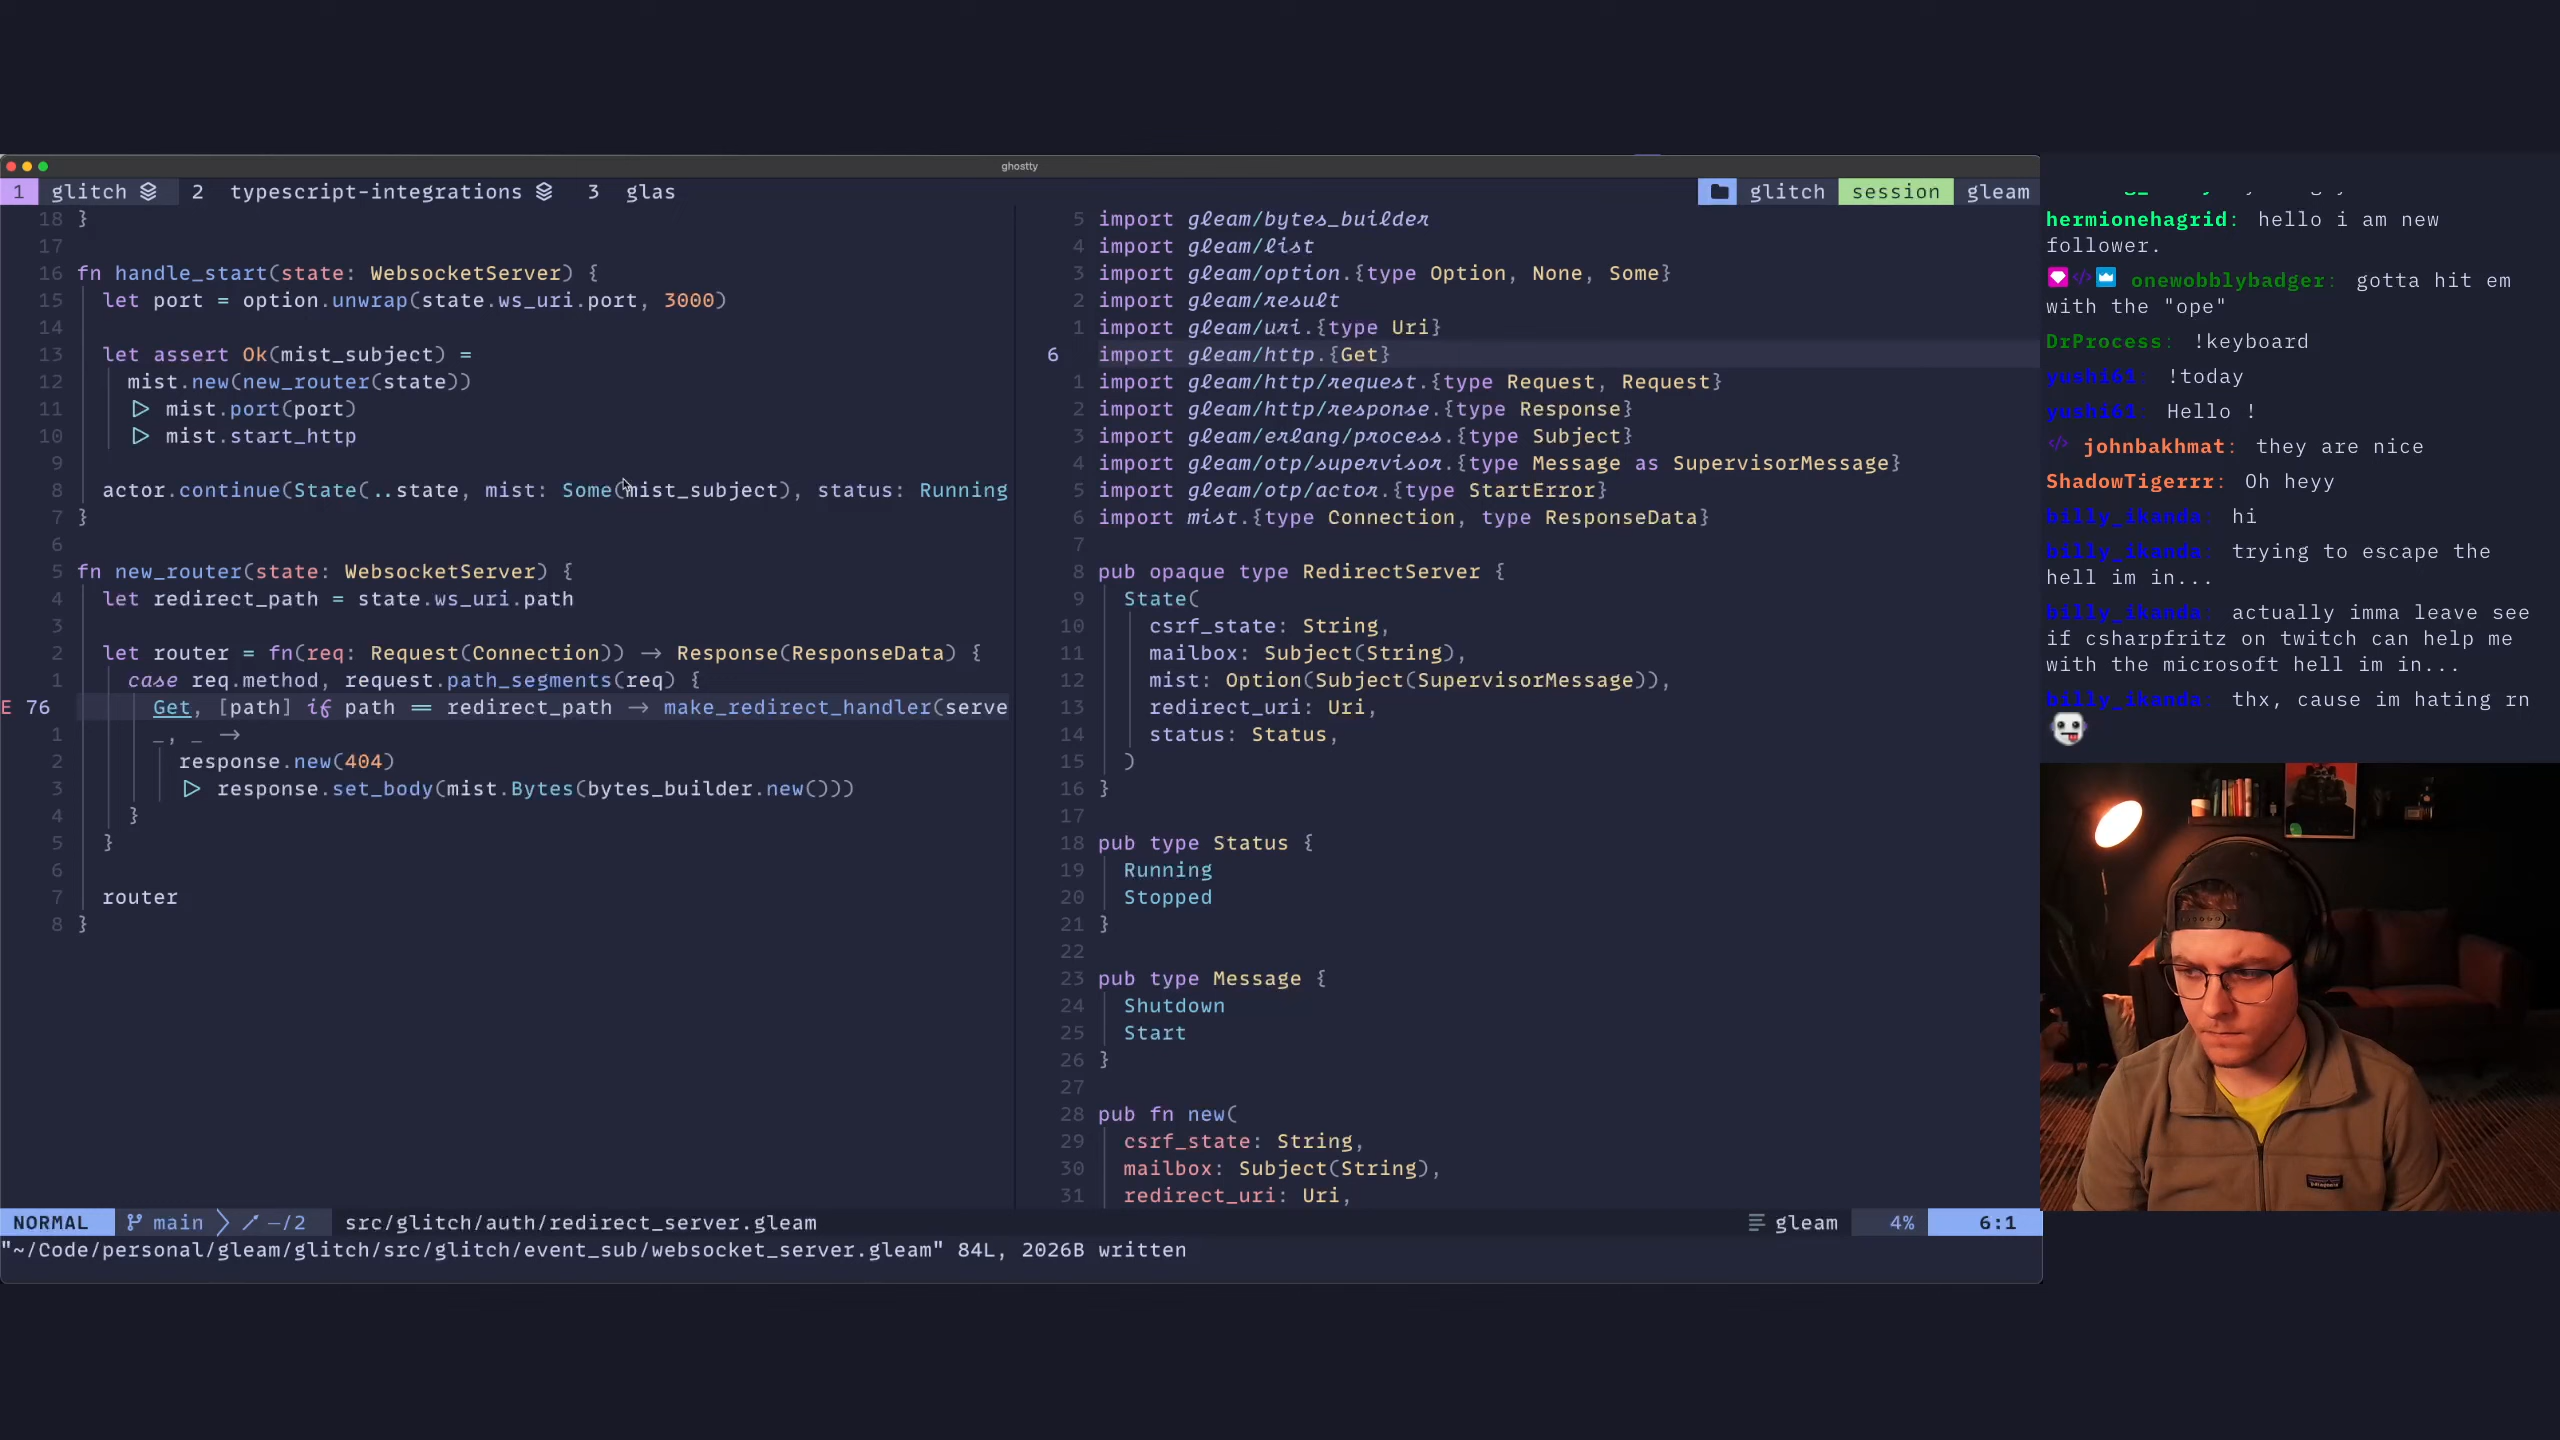 ghostty
1 glitch 2 typescript-integrations 3 glas
glitch session gleam
18 }
17
16 fn handle_start(state: WebsocketServer) {
15 let port = option.unwrap(state.ws_uri.port, 3000)
14
13 let assert Ok(mist_subject) =
12 mist.new(new_router(state))
11 |> mist.port(port)
10 |> mist.start_http
9
8 actor.continue(State(..state, mist: Some(mist_subject), status: Running
7 }
6
5 fn new_router(state: WebsocketServer) {
4 let redirect_path = state.ws_uri.path
3
2 let router = fn(req: Request(Connection)) -> Response(ResponseData) {
1 case req.method, request.path_segments(req) {
E 76 Get, [path] if path == redirect_path -> make_redirect_handler(serve
1 _, _ ->
2 response.new(404)
3 |> response.set_body(mist.Bytes(bytes_builder.new()))
4 }
5 }
6
7 router
8 }
5 import gleam/bytes_builder
4 import gleam/list
3 import gleam/option.{type Option, None, Some}
2 import gleam/result
1 import gleam/uri.{type Uri}
6 import gleam/http.{Get}
1 import gleam/http/request.{type Request, Request}
2 import gleam/http/response.{type Response}
3 import gleam/erlang/process.{type Subject}
4 import gleam/otp/supervisor.{type Message as SupervisorMessage}
5 import gleam/otp/actor.{type StartError}
6 import mist.{type Connection, type ResponseData}
7
8 pub opaque type RedirectServer {
9 State(
10 csrf_state: String,
11 mailbox: Subject(String),
12 mist: Option(Subject(SupervisorMessage)),
13 redirect_uri: Uri,
14 status: Status,
15 )
16 }
17
18 pub type Status {
19 Running
20 Stopped
21 }
22
23 pub type Message {
24 Shutdown
25 Start
26 }
27
28 pub fn new(
29 csrf_state: String,
30 mailbox: Subject(String),
31 redirect_uri: Uri,
NORMAL main –/2 src/glitch/auth/redirect_server.gleam gleam 4% 6:1
"~/Code/personal/gleam/glitch/src/glitch/event_sub/websocket_server.gleam" 84L, 2026B written
hermionehagrid: hello i am new
follower.
onewobblybadger: gotta hit em
with the "ope"
DrProcess: !keyboard
yushi61: !today
yushi61: Hello !
johnbakhmat: they are nice
ShadowTigerrr: Oh heyy
billy_ikanda: hi
billy_ikanda: trying to escape the
hell im in...
billy_ikanda: actually imma leave see
if csharpfritz on twitch can help me
with the microsoft hell im in...
billy_ikanda: thx, cause im hating rn